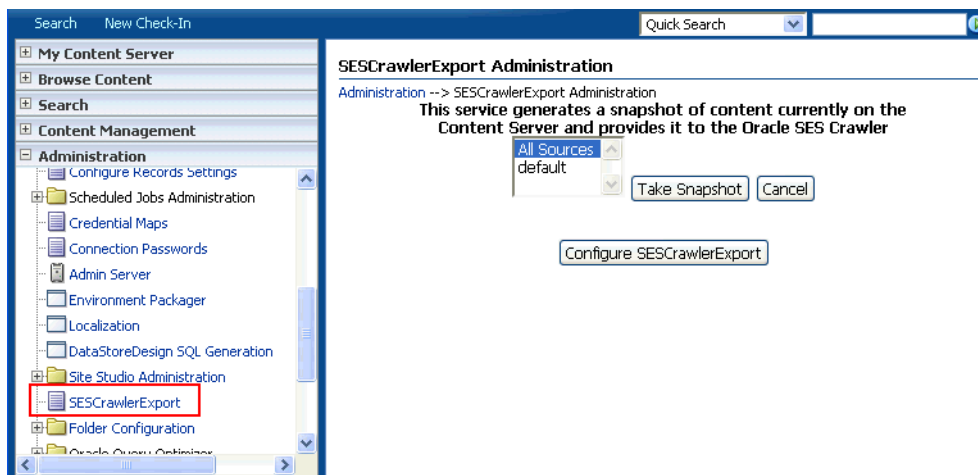 Search New Check-In Quick Search
My Content Server
Browse Content
Search
Content Management
Administration
Configure Records Settings
Scheduled Jobs Administration
Credential Maps
Connection Passwords
Admin Server
Environment Packager
Localization
DataStoreDesign SQL Generation
Site Studio Administration
SESCrawlerExport
Folder Configuration
Oracle Query Optimizer
SESCrawlerExport Administration
Administration --> SESCrawlerExport Administration
This service generates a snapshot of content currently on the
Content Server and provides it to the Oracle SES Crawler
All Sources
default
Take Snapshot Cancel
Configure SESCrawlerExport